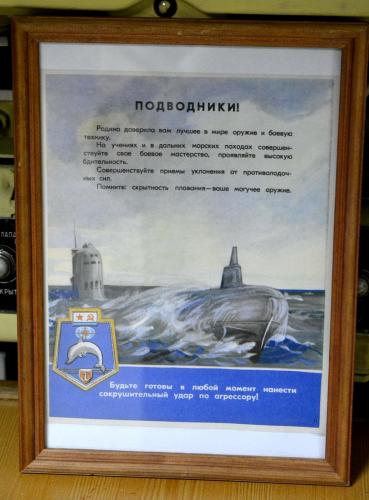 ПОДВОДНИКИ!
Родина доверила вам лучшее в мире оружие и боевую
технику.
На учениях и в дальних морских походах совершен-
ствуйте свое боевое мастерство, проявляйте высокую
бдительность.
Совершенствуйте приемы уклонения от противолодоч-
ных сил.
Помните: скрытность плавания—ваше могучее оружие.
Будьте готовы в любой момент нанести
сокрушительный удар по агрессору!